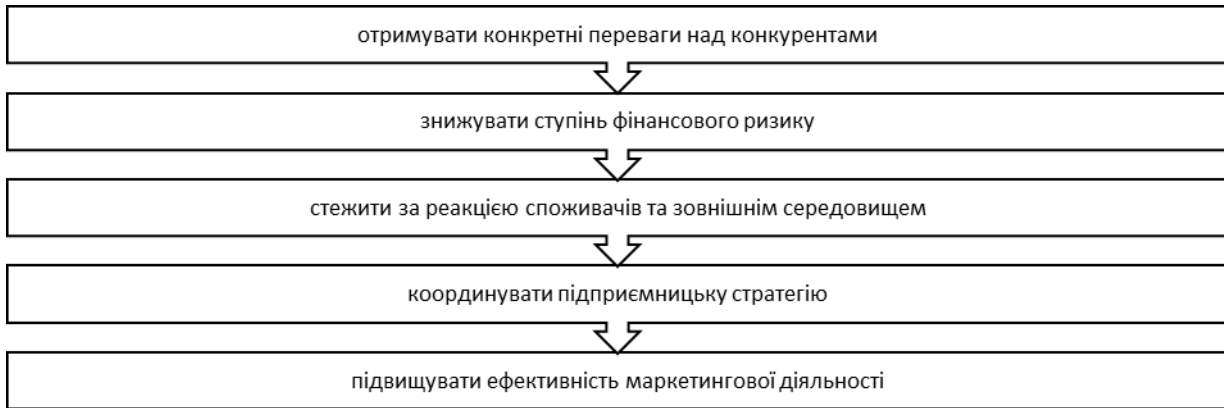 отримувати конкретні переваги над конкурентами
знижувати ступінь фінансового ризику
стежити за реакцією споживачів та зовнішнім середовищем
координувати підприємницьку стратегію
підвищувати ефективність маркетингової діяльності